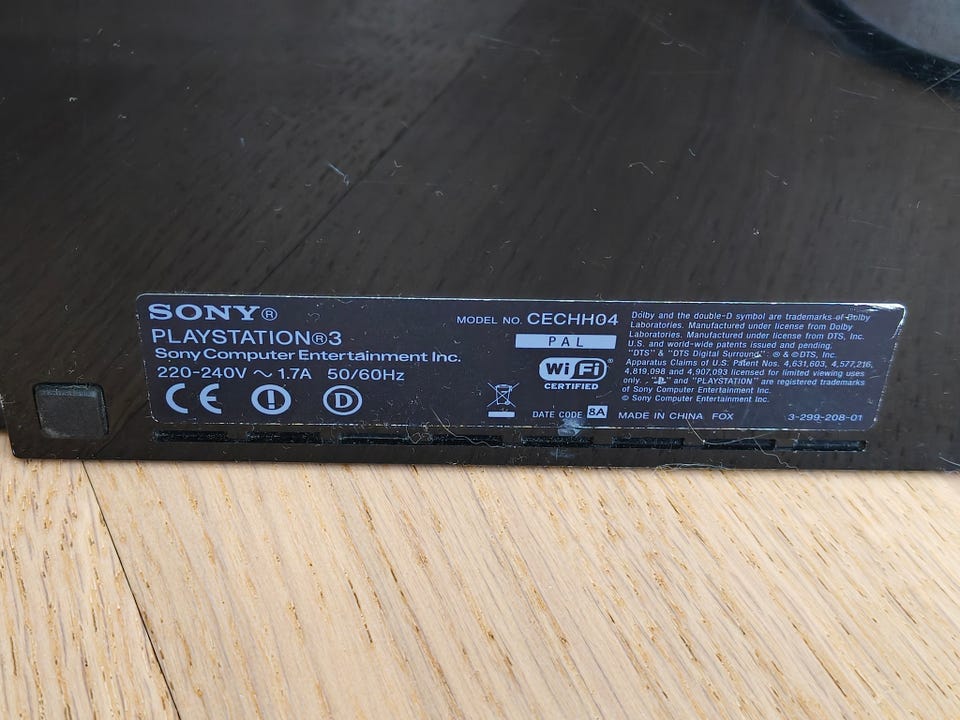 SONY®
PLAYSTATION®3
Sony Computer Entertainment Inc.
220-240V ~ 1.7A 50/60Hz
CE
D
MODEL NO. CECHH04
PAL
Wi Fi®
CERTIFIED
DATE CODE 8A MADE IN CHINA FOX
3-299-208-01
Dolby and the double-D symbol are trademarks of Dolby
Laboratories. Manufactured under license from Dolby
Laboratories. Manufactured under license from DTS, Inc.
U.S. and world-wide patents issued and pending.
"DTS" & "DTS Digital Surround" ® & © DTS, Inc.
Apparatus Claims of U.S. Patent Nos. 4,631,603, 4,577,216,
4,819,098 and 4,907,093 licensed for limited viewing uses
only. " " and "PLAYSTATION" are registered trademarks
of Sony Computer Entertainment Inc.
© Sony Computer Entertainment Inc.